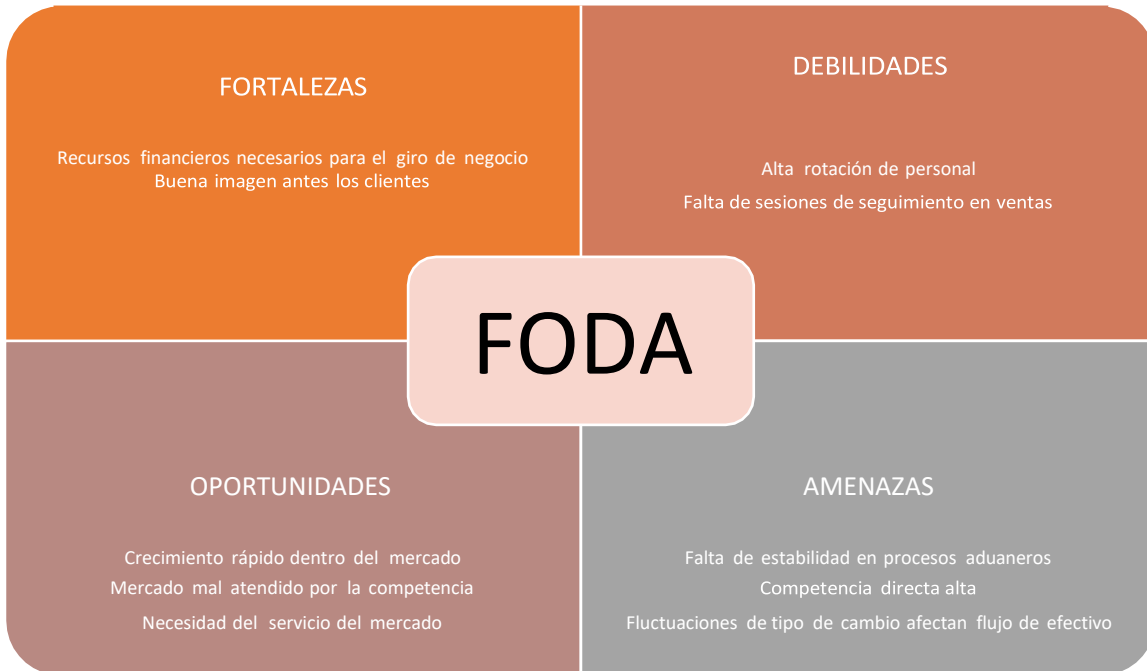 FORTALEZAS
Recursos financieros necesarios para el giro de negocio
Buena imagen antes los clientes
DEBILIDADES
Alta rotación de personal
Falta de sesiones de seguimiento en ventas
FODA
OPORTUNIDADES
Crecimiento rápido dentro del mercado
Mercado mal atendido por la competencia
Necesidad del servicio del mercado
AMENAZAS
Falta de estabilidad en procesos aduaneros
Competencia directa alta
Fluctuaciones de tipo de cambio afectan flujo de efectivo